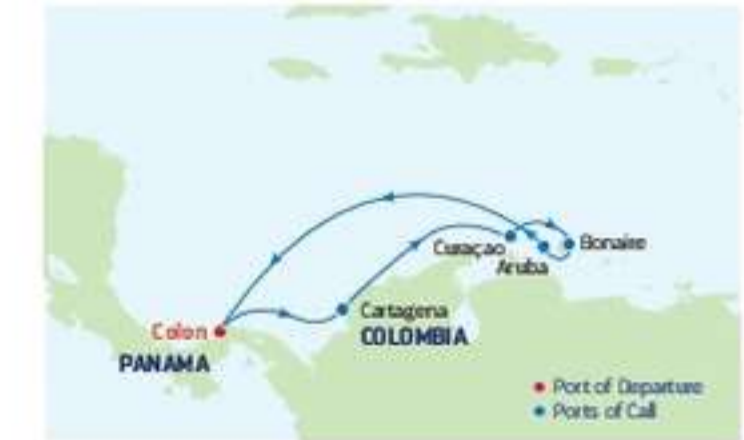 Curaçao
Bonaire
Aruba
Cartagena
COLOMBIA
Colon
PANAMA
Port of Departure
Ports of Call